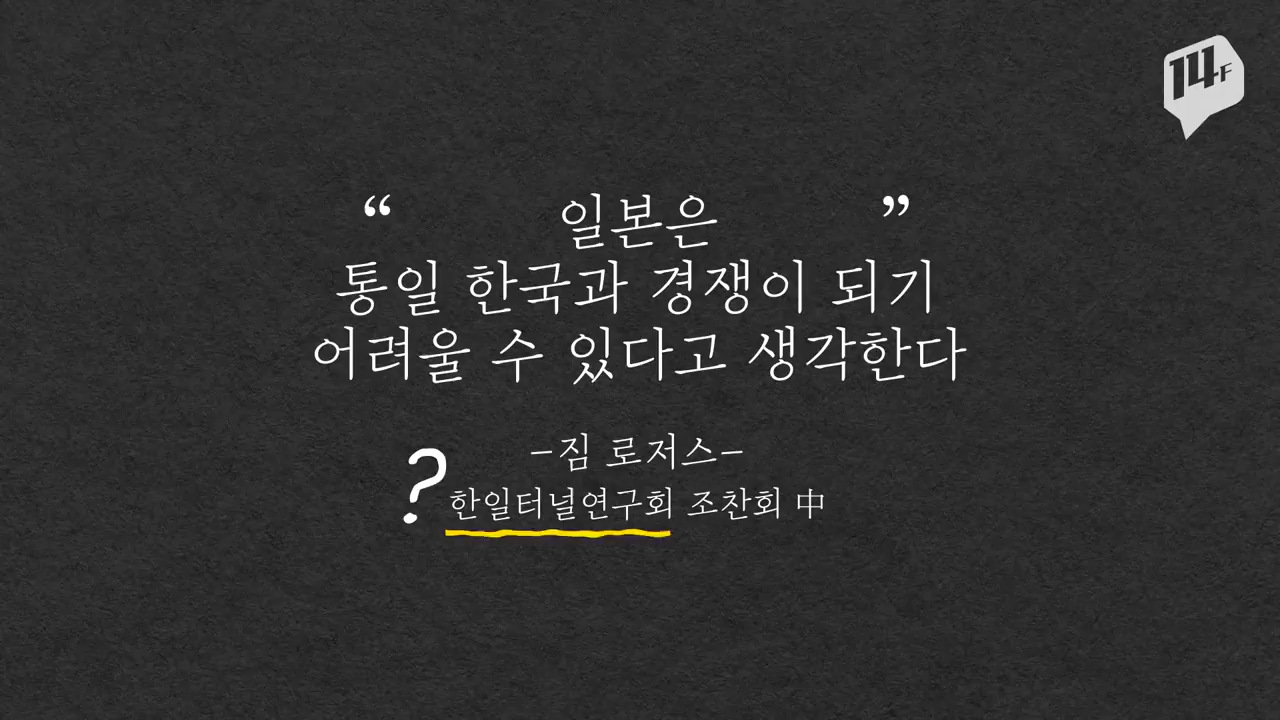 14F
“ 일본은 ”
통일 한국과 경쟁이 되기
어려울 수 있다고 생각한다
-짐 로저스-
? 한일터널연구회 조찬회 中